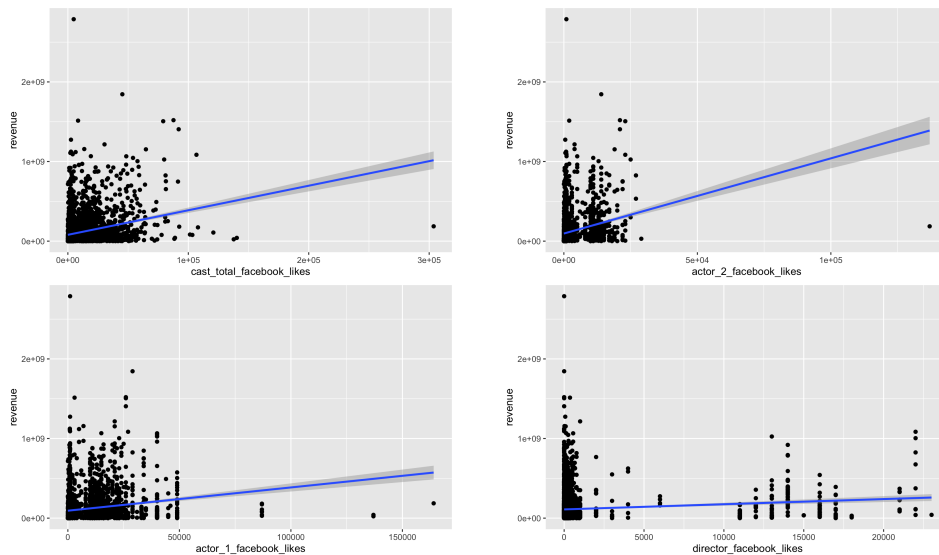 revenue
2e+09
1e+09
0e+00
0e+00 1e+05 2e+05 3e+05
cast_total_facebook_likes
revenue
2e+09
1e+09
0e+00
0e+00 5e+04 1e+05
actor_2_facebook_likes
revenue
2e+09
1e+09
0e+00
0 50000 100000 150000
actor_1_facebook_likes
revenue
2e+09
1e+09
0e+00
0 5000 10000 15000 20000
director_facebook_likes